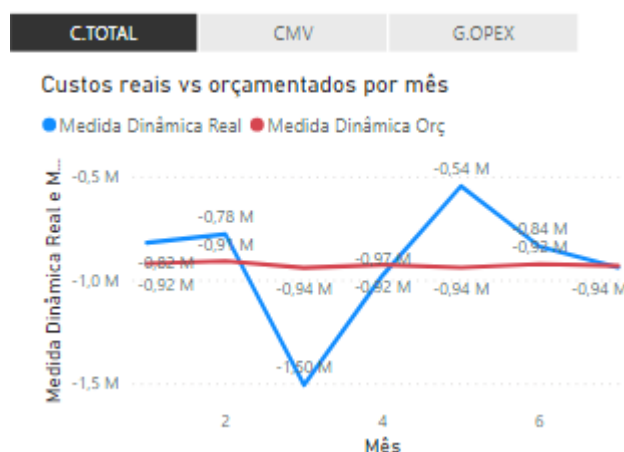 C.TOTAL CMV G.OPEX
Custos reais vs orçamentados por mês
Medida Dinâmica Real Medida Dinâmica Orç
Medida Dinâmica Real e M...
-0,5 M
-1,0 M
-1,5 M
-0,54 M
-0,78 M
-0,84 M
-0,91 M
-0,93 M
-0,82 M
-0,97 M
-0,92 M
-0,94 M
-0,92 M
-0,94 M
-0,94 M
-1,50 M
2 4 6
Mês